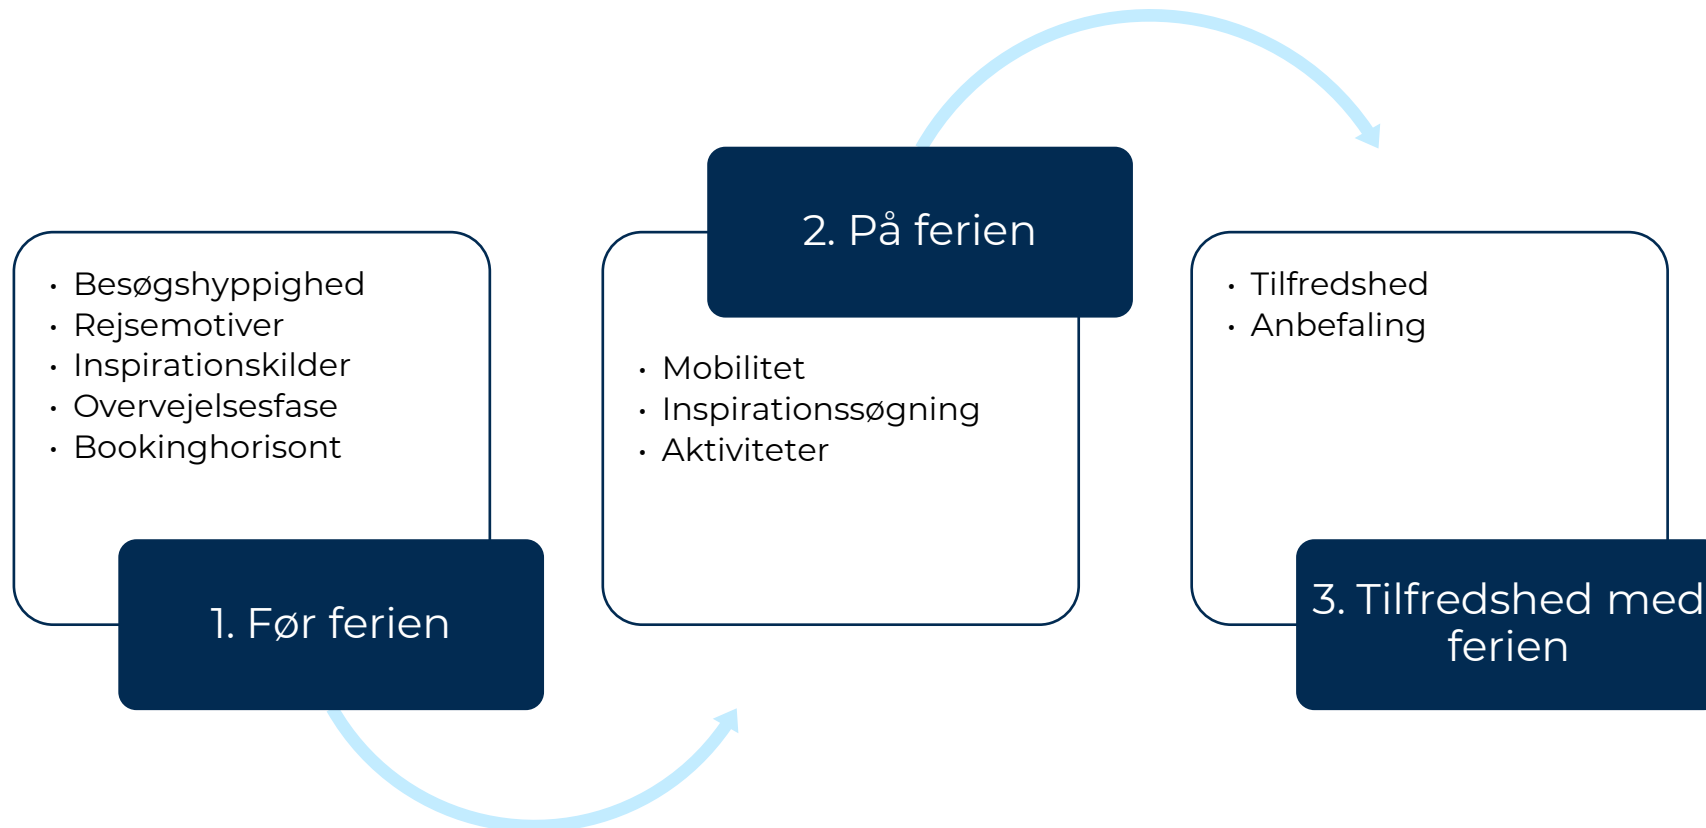 • Besøgshyppighed
• Rejsemotiver
• Inspirationskilder
• Overvejelsesfase
• Bookinghorisont
1. Før ferien
2. På ferien
• Mobilitet
• Inspirationssøgning
• Aktiviteter
• Tilfredshed
• Anbefaling
3. Tilfredshed med
ferien